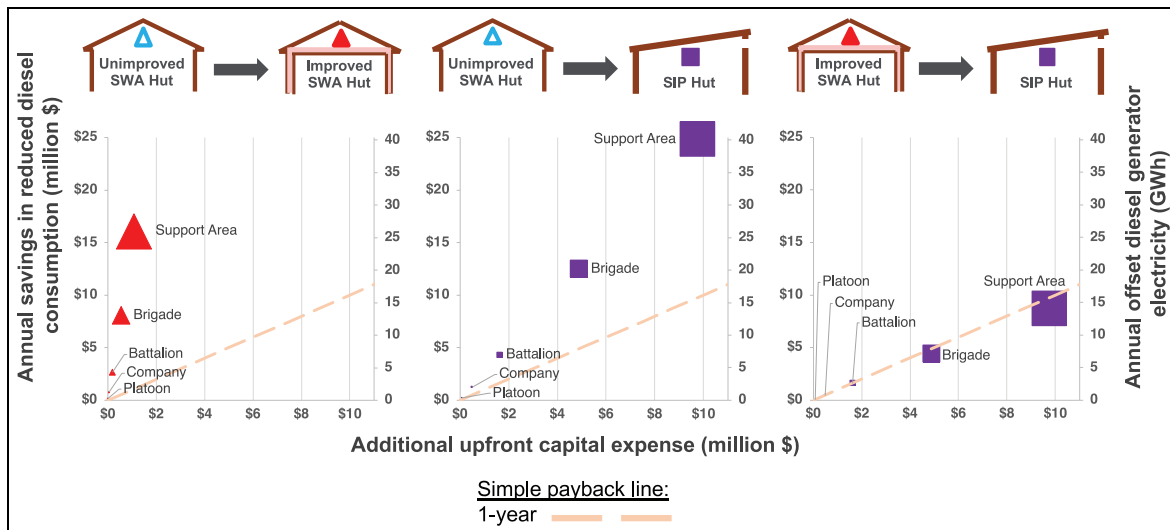 Unimproved
SWA Hut
Improved
SWA Hut
Unimproved
SWA Hut
SIP Hut
Improved
SWA Hut
SIP Hut
Annual savings in reduced diesel
consumption (million $)
$25
$20
$15
$10
$5
$0
Support Area
Brigade
Battalion
Company
Platoon
40
35
30
25
20
15
10
5
0
$0 $2 $4 $6 $8 $10
$25
$20
$15
$10
$5
$0
Support Area
Brigade
Battalion
Company
Platoon
40
35
30
25
20
15
10
5
0
$0 $2 $4 $6 $8 $10
$25
$20
$15
$10
$5
$0
Platoon
Company
Battalion
Support Area
Brigade
40
35
30
25
20
15
10
5
0
$0 $2 $4 $6 $8 $10
Annual offset diesel generator
electricity (GWh)
Additional upfront capital expense (million $)
Simple payback line:
1-year